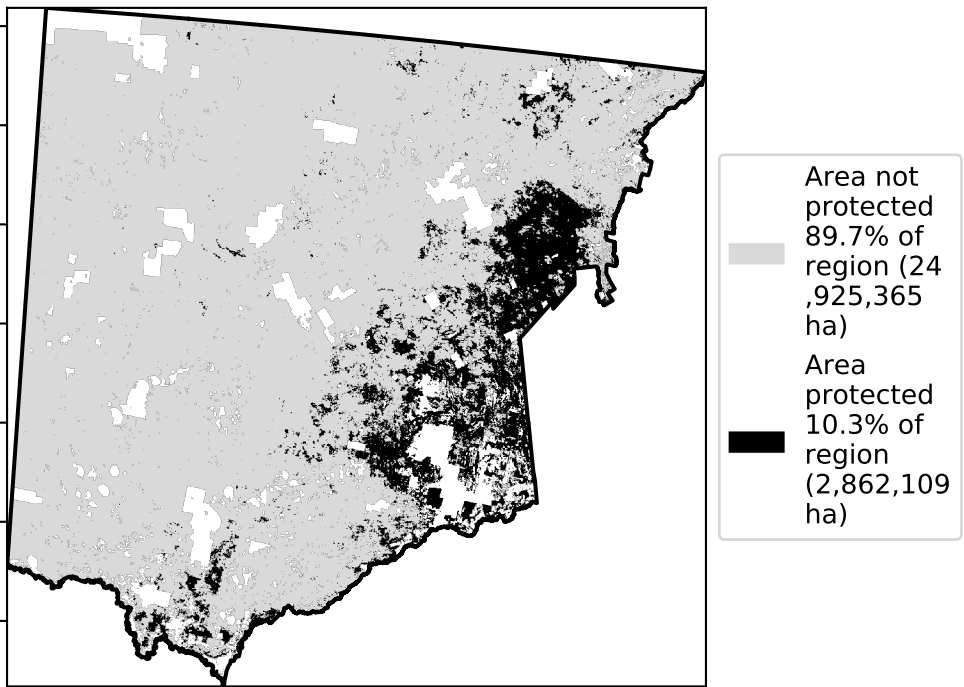 Area not
protected
89.7% of
region (24
,925,365
ha)
Area
protected
10.3% of
region
(2,862,109
ha)